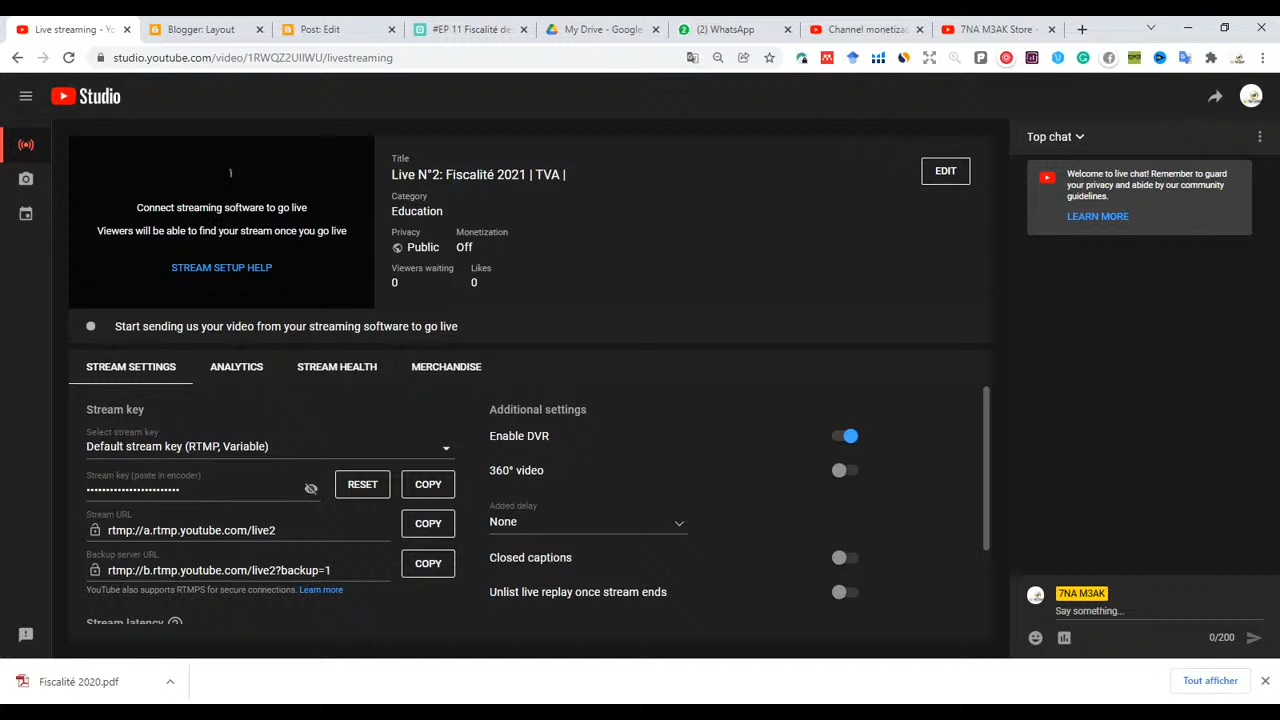 Live streaming - Yo
Blogger: Layout
Post: Edit
#EP 11 Fiscalité de
My Drive - Google
(2) WhatsApp
Channel monetiza
7NA M3AK Store -
studio.youtube.com/video/1RWQZ2UlIWU/livestreaming
Studio
Connect streaming software to go live
Viewers will be able to find your stream once you go live
STREAM SETUP HELP
Title
Live N°2: Fiscalité 2021 | TVA |
Category
Education
Privacy
Monetization
Public
Off
Viewers waiting
Likes
0
0
EDIT
Start sending us your video from your streaming software to go live
STREAM SETTINGS
ANALYTICS
STREAM HEALTH
MERCHANDISE
Stream key
Select stream key
Default stream key (RTMP, Variable)
Stream key (paste in encoder)
••••••••••••••••••••••••
RESET
COPY
Stream URL
rtmp://a.rtmp.youtube.com/live2
COPY
Backup server URL
rtmp://b.rtmp.youtube.com/live2?backup=1
COPY
YouTube also supports RTMPS for secure connections. Learn more
Stream latency
Additional settings
Enable DVR
360° video
Added delay
None
Closed captions
Unlist live replay once stream ends
Top chat
Welcome to live chat! Remember to guard
your privacy and abide by our community
guidelines.
LEARN MORE
7NA M3AK
Say something...
0/200
Fiscalité 2020.pdf
Tout afficher